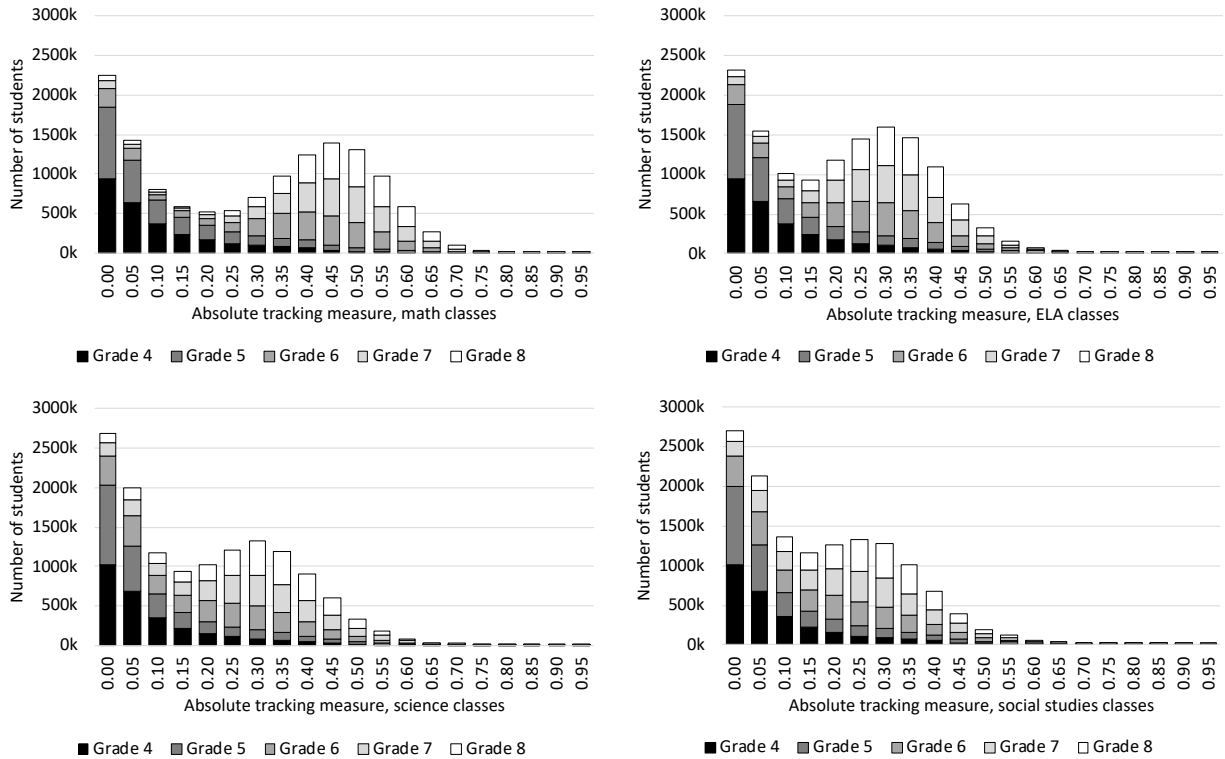 3000k
2500k
2000k
1500k
1000k
500k
0k
Number of students
0.00 0.05 0.10 0.15 0.20 0.25 0.30 0.35 0.40 0.45 0.50 0.55 0.60 0.65 0.70 0.75 0.80 0.85 0.90 0.95
Absolute tracking measure, math classes
Grade 4 Grade 5 Grade 6 Grade 7 Grade 8
3000k
2500k
2000k
1500k
1000k
500k
0k
Number of students
0.00 0.05 0.10 0.15 0.20 0.25 0.30 0.35 0.40 0.45 0.50 0.55 0.60 0.65 0.70 0.75 0.80 0.85 0.90 0.95
Absolute tracking measure, ELA classes
Grade 4 Grade 5 Grade 6 Grade 7 Grade 8
3000k
2500k
2000k
1500k
1000k
500k
0k
Number of students
0.00 0.05 0.10 0.15 0.20 0.25 0.30 0.35 0.40 0.45 0.50 0.55 0.60 0.65 0.70 0.75 0.80 0.85 0.90 0.95
Absolute tracking measure, science classes
Grade 4 Grade 5 Grade 6 Grade 7 Grade 8
3000k
2500k
2000k
1500k
1000k
500k
0k
Number of students
0.00 0.05 0.10 0.15 0.20 0.25 0.30 0.35 0.40 0.45 0.50 0.55 0.60 0.65 0.70 0.75 0.80 0.85 0.90 0.95
Absolute tracking measure, social studies classes
Grade 4 Grade 5 Grade 6 Grade 7 Grade 8